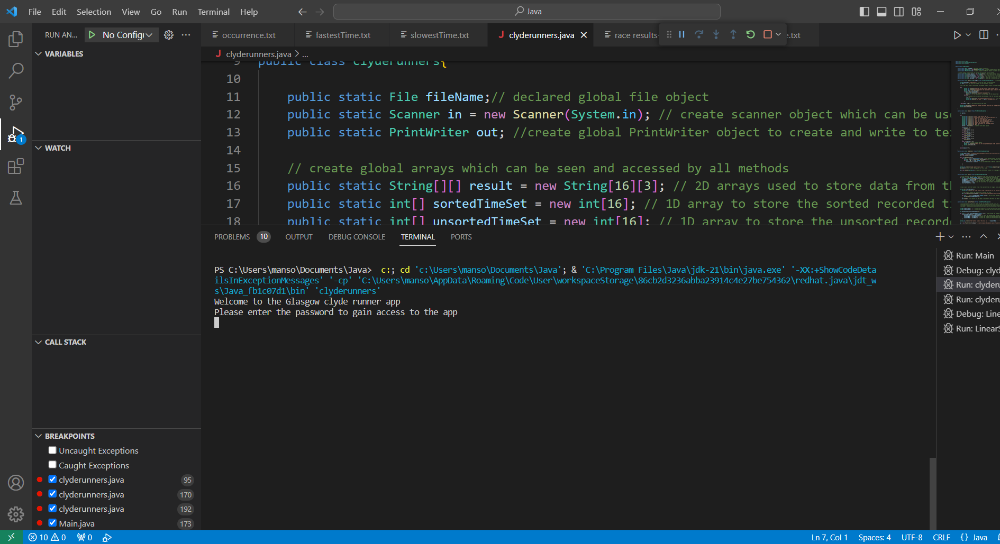 File Edit Selection View Go Run Terminal Help
Java
RUN AN... No Config
occurrence.txt
fastestTime.txt
slowestTime.txt
J clyderunners.java
race results
e.txt
VARIABLES
J clyderunners.java > ...
9 public class clyderunners{
10
11 public static File fileName;// declared global file object
12 public static Scanner in = new Scanner(System.in); // create scanner object which can be use
13 public static PrintWriter out; //create global PrintWriter object to create and write to tex
14
15 // create global arrays which can be seen and accessed by all methods
16 public static String[][] result = new String[16][3]; // 2D arrays used to store data from th
17 public static int[] sortedTimeSet = new int[16]; // 1D array to store the sorted recorded ti
18 public static int[] unsortedTimeSet = new int[16]; // 1D array to store the unsorted record
1
WATCH
CALL STACK
BREAKPOINTS
Uncaught Exceptions
Caught Exceptions
clyderunners.java 95
clyderunners.java 170
clyderunners.java 192
Main.java 173
PROBLEMS 10 OUTPUT DEBUG CONSOLE TERMINAL PORTS
PS C:\Users\manso\Documents\Java> c:; cd 'c:\Users\manso\Documents\Java'; & 'C:\Program Files\Java\jdk-21\bin\java.exe' '-XX:+ShowCodeDeta
ilsInExceptionMessages' '-cp' 'C:\Users\manso\AppData\Roaming\Code\User\workspaceStorage\86cb2d3236abba23914c4e27be754362\redhat.java\jdt_w
s\Java_fb1c07d1\bin' 'clyderunners'
Welcome to the Glasgow clyde runner app
Please enter the password to gain access to the app
Run: Main
Debug: clyd
Run: clyderu
Run: clyderu
Debug: Line
Run: LinearS
10 0 0
Ln 7, Col 1 Spaces: 4 UTF-8 CRLF {} Java